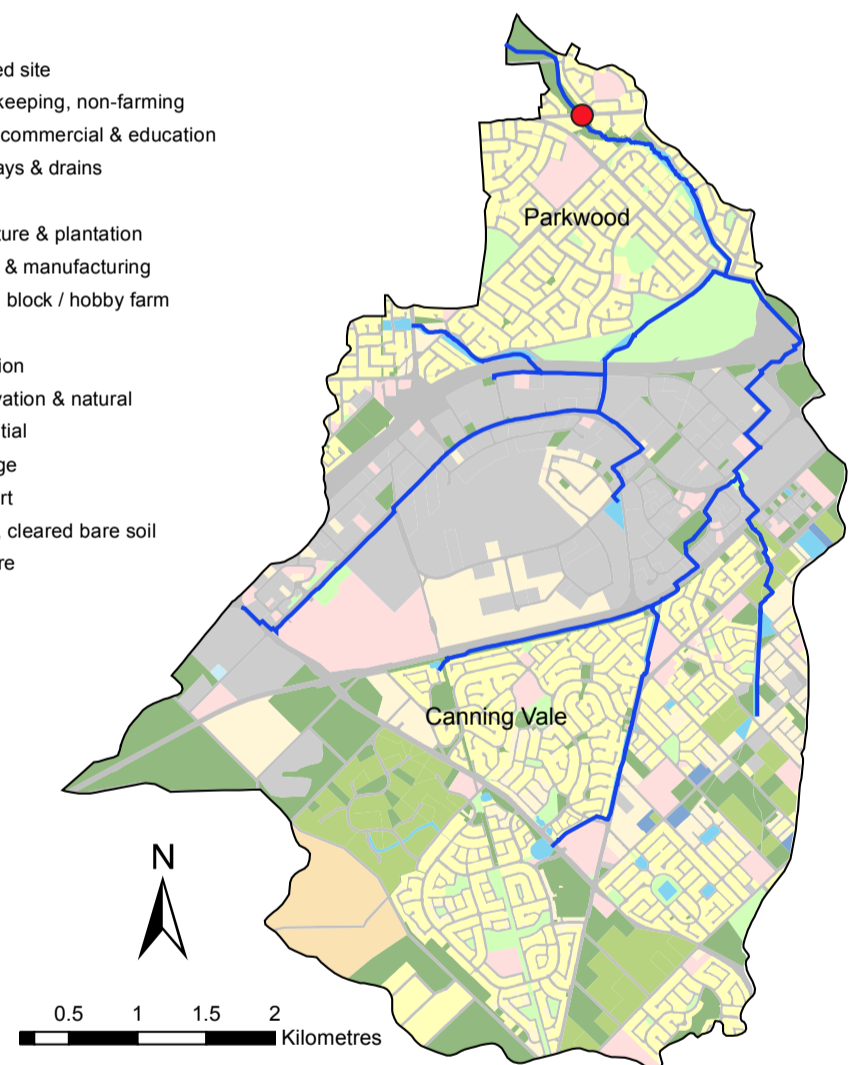 ed site
keeping, non-farming
commercial & education
ays & drains
ture & plantation
& manufacturing
block / hobby farm
ion
vation & natural
tial
ge
rt
, cleared bare soil
re
Parkwood
Canning Vale
N
0.5 1 1.5 2
Kilometres